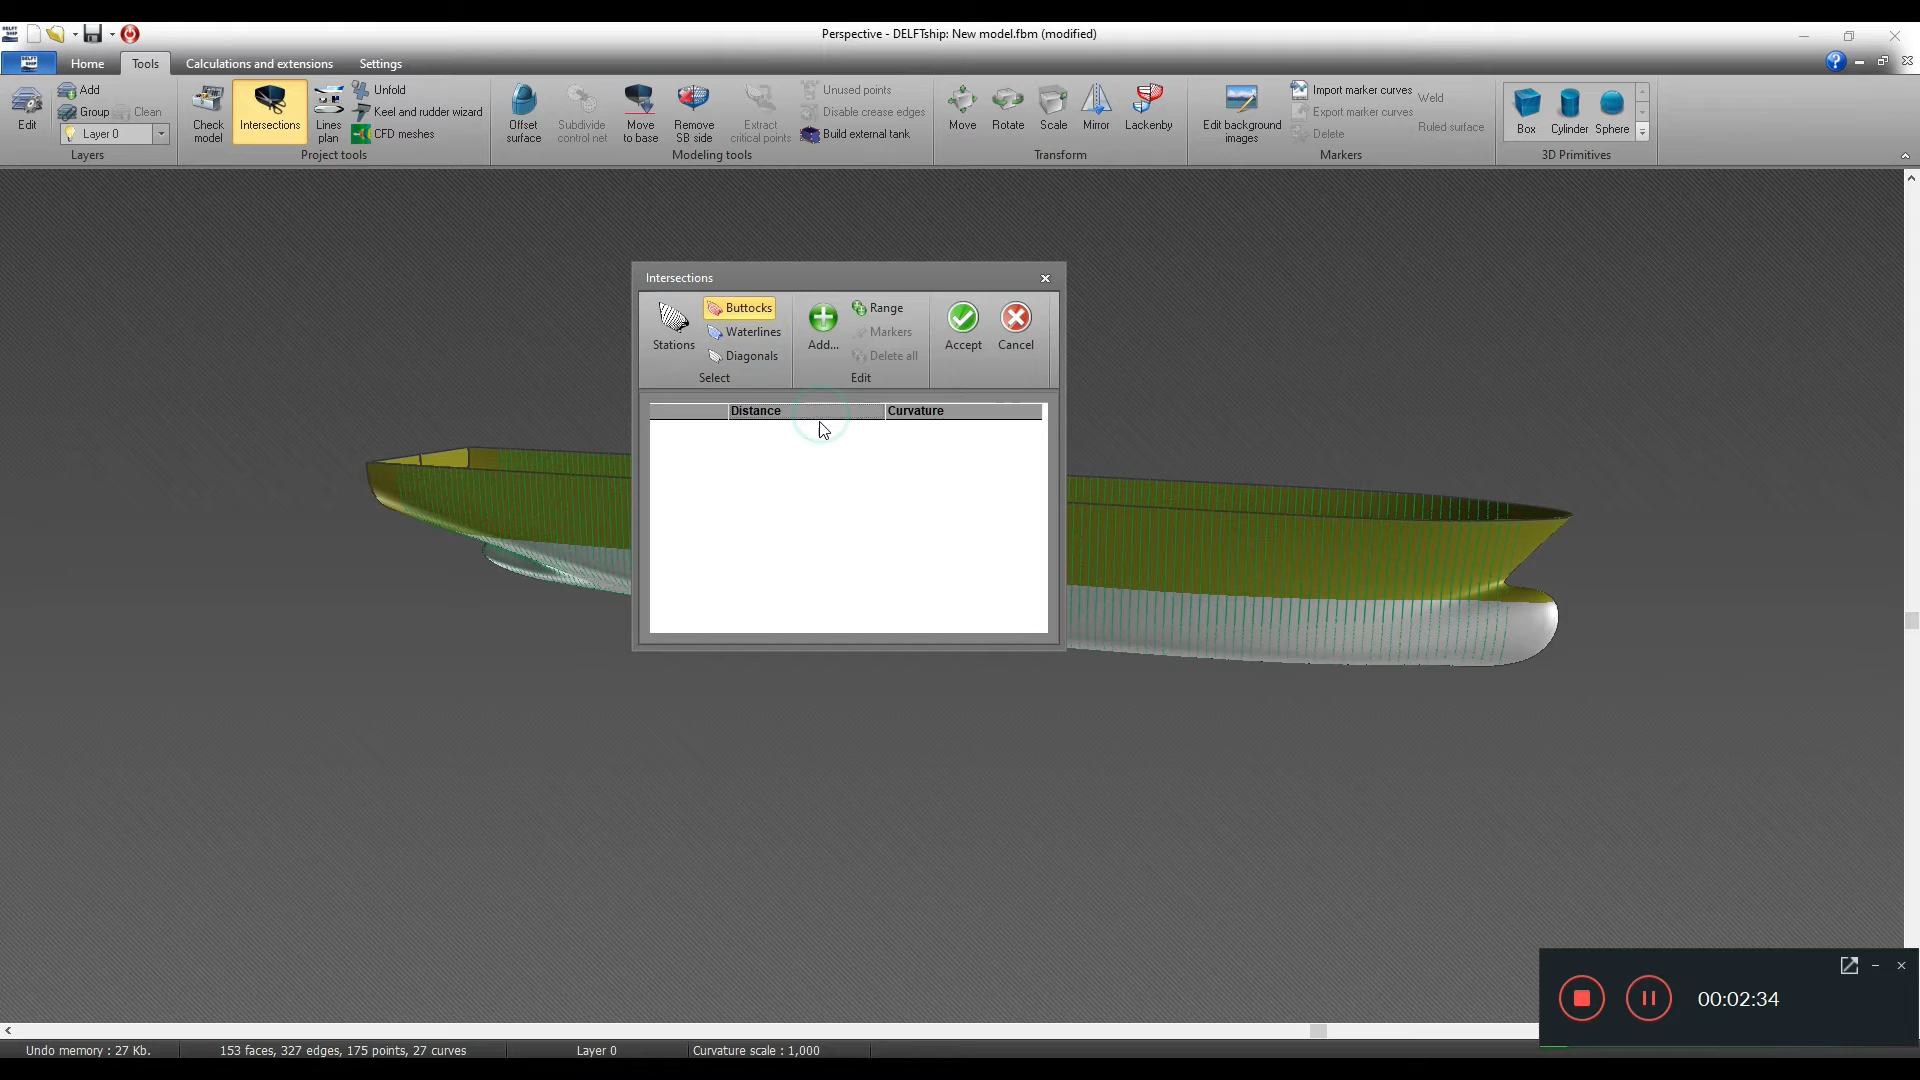 Perspective - DELFTship: New model.fbm (modified)
DELFT SHIP
Home
Tools
Calculations and extensions
Settings
Edit
Add
Group
Clean
Layer 0
Layers
Check model
Intersections
Lines plan
Unfold
Keel and rudder wizard
CFD meshes
Project tools
Offset surface
Subdivide control net
Move to base
Remove SB side
Extract critical points
Unused points
Disable crease edges
Build external tank
Modeling tools
Move
Rotate
Scale
Mirror
Lackenby
Transform
Edit background images
Import marker curves
Export marker curves
Delete
Weld
Ruled surface
Markers
Box
Cylinder
Sphere
3D Primitives
Intersections
Stations
Buttocks
Waterlines
Diagonals
Select
Add...
Range
Markers
Delete all
Edit
Accept
Cancel
Distance
Curvature
00:02:34
Undo memory : 27 Kb.
153 faces, 327 edges, 175 points, 27 curves
Layer 0
Curvature scale : 1,000